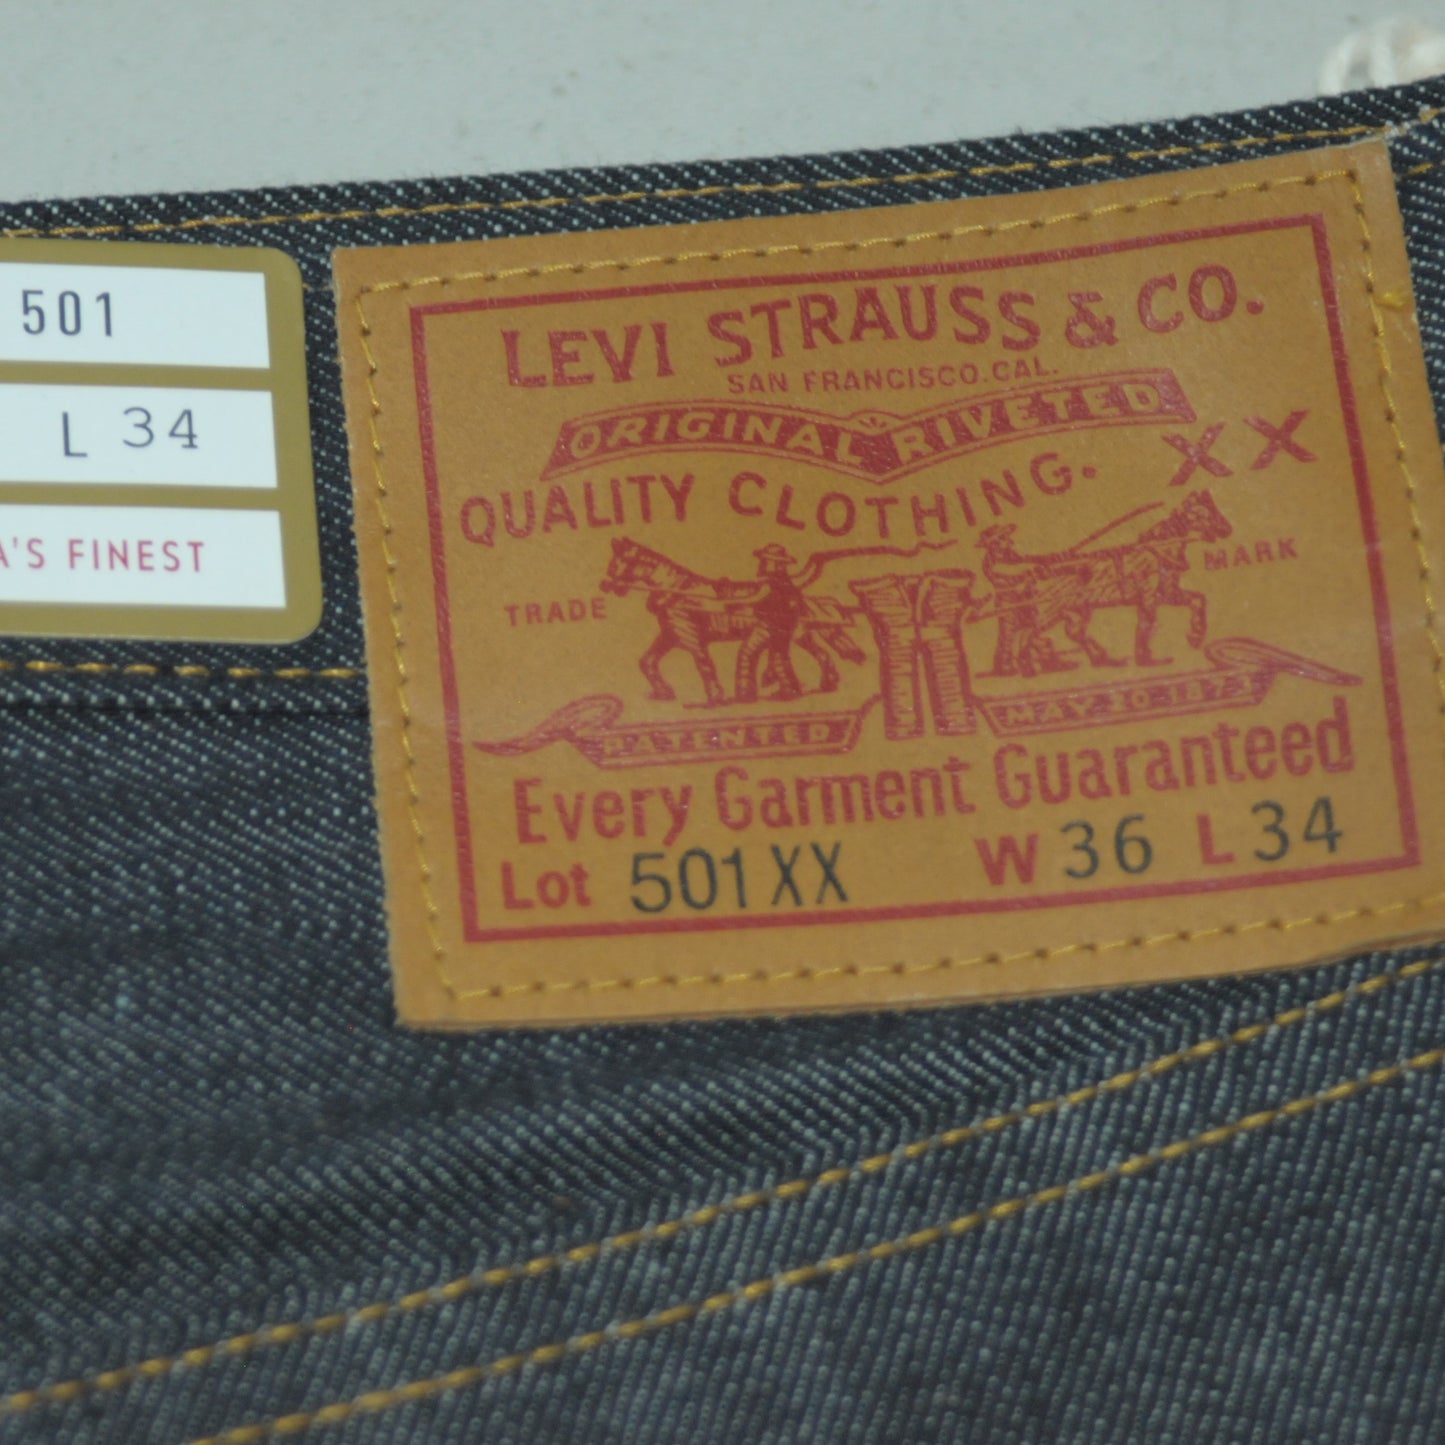 501
L 34
A'S FINEST
LEVI STRAUSS & CO.
SAN FRANCISCO. CAL.
ORIGINAL RIVETED
QUALITY CLOTHING.
XX
TRADE MARK
PATENTED MAY 20 1873
Every Garment Guaranteed
Lot 501XX W 36 L 34